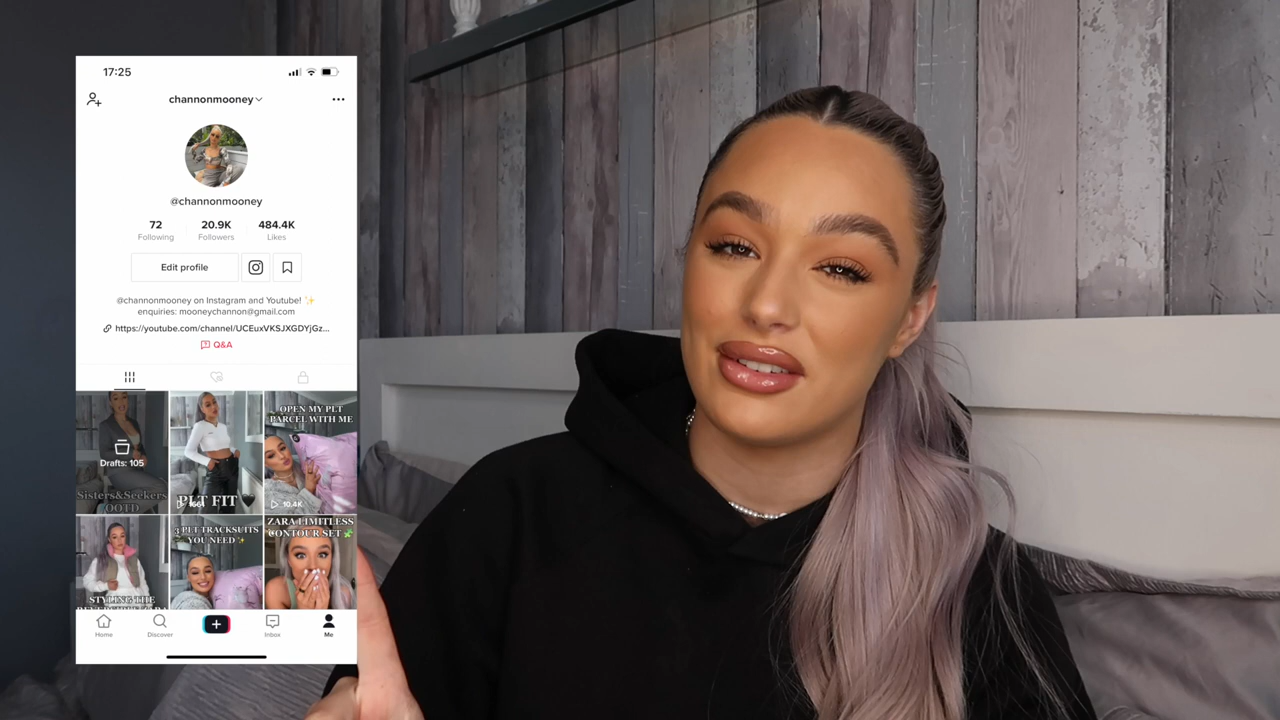 17:25
channonmooney
@channonmooney
72 20.9K 484.4K
Following Followers Likes
Edit profile
@channonmooney on Instagram and Youtube! ✨
enquiries: mooneychannon@gmail.com
https://youtube.com/channel/UCEuxVKSJXGDYjGz...
Q&A
Drafts: 105
Sisters&Seekers
OOTD
PLT FIT 🖤
OPEN MY PLT
PARCEL WITH ME
10.4K
STYLING THE
3 PLT TRACKSUITS
YOU NEED ✨
ZARA LIMITLESS
CONTOUR SET
Home Discover Inbox Me